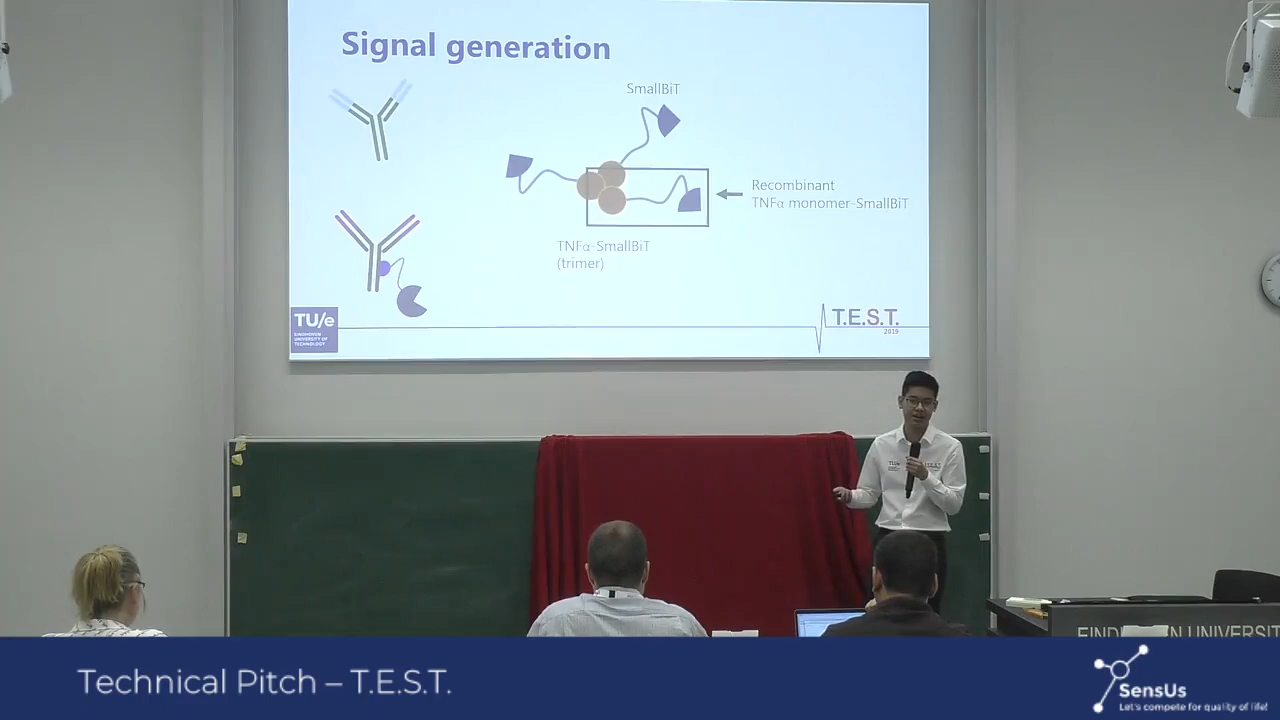 Signal generation
SmallBiT
Recombinant
TNFα monomer-SmallBiT
TNFα-SmallBiT
(trimer)
TU/e
EINDHOVEN
UNIVERSITY OF
TECHNOLOGY
T.E.S.T.
2019
UNIVERSIT
Technical Pitch – T.E.S.T.
SensUs
Let's compete for quality of life!